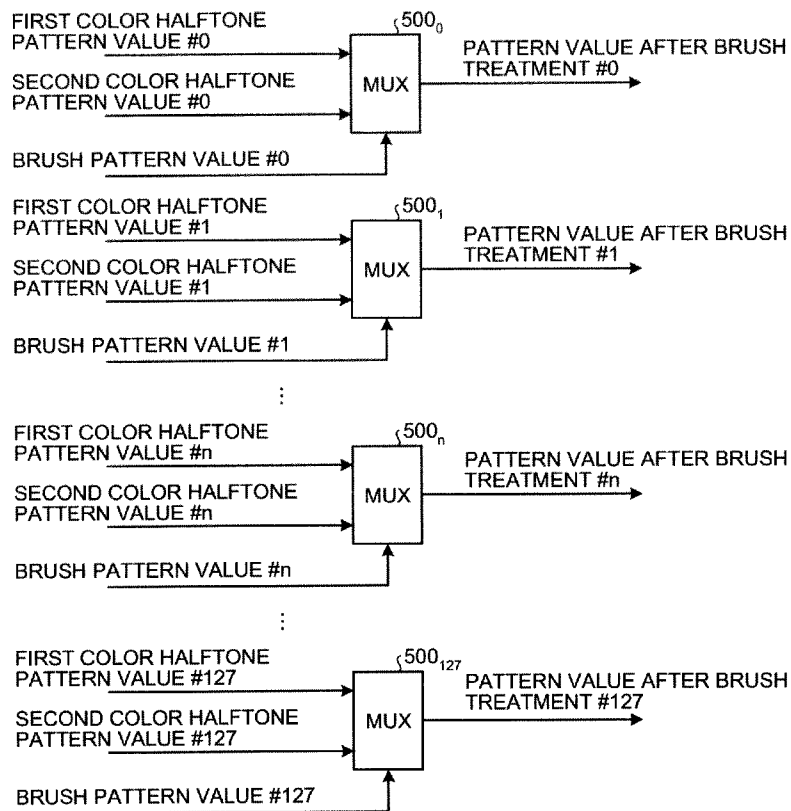 FIRST COLOR HALFTONE
PATTERN VALUE #0
SECOND COLOR HALFTONE
PATTERN VALUE #0
BRUSH PATTERN VALUE #0
500₀
MUX
PATTERN VALUE AFTER BRUSH
TREATMENT #0
FIRST COLOR HALFTONE
PATTERN VALUE #1
SECOND COLOR HALFTONE
PATTERN VALUE #1
BRUSH PATTERN VALUE #1
500₁
MUX
PATTERN VALUE AFTER BRUSH
TREATMENT #1
⋮
FIRST COLOR HALFTONE
PATTERN VALUE #n
SECOND COLOR HALFTONE
PATTERN VALUE #n
BRUSH PATTERN VALUE #n
500ₙ
MUX
PATTERN VALUE AFTER BRUSH
TREATMENT #n
⋮
FIRST COLOR HALFTONE
PATTERN VALUE #127
SECOND COLOR HALFTONE
PATTERN VALUE #127
BRUSH PATTERN VALUE #127
500₁₂₇
MUX
PATTERN VALUE AFTER BRUSH
TREATMENT #127